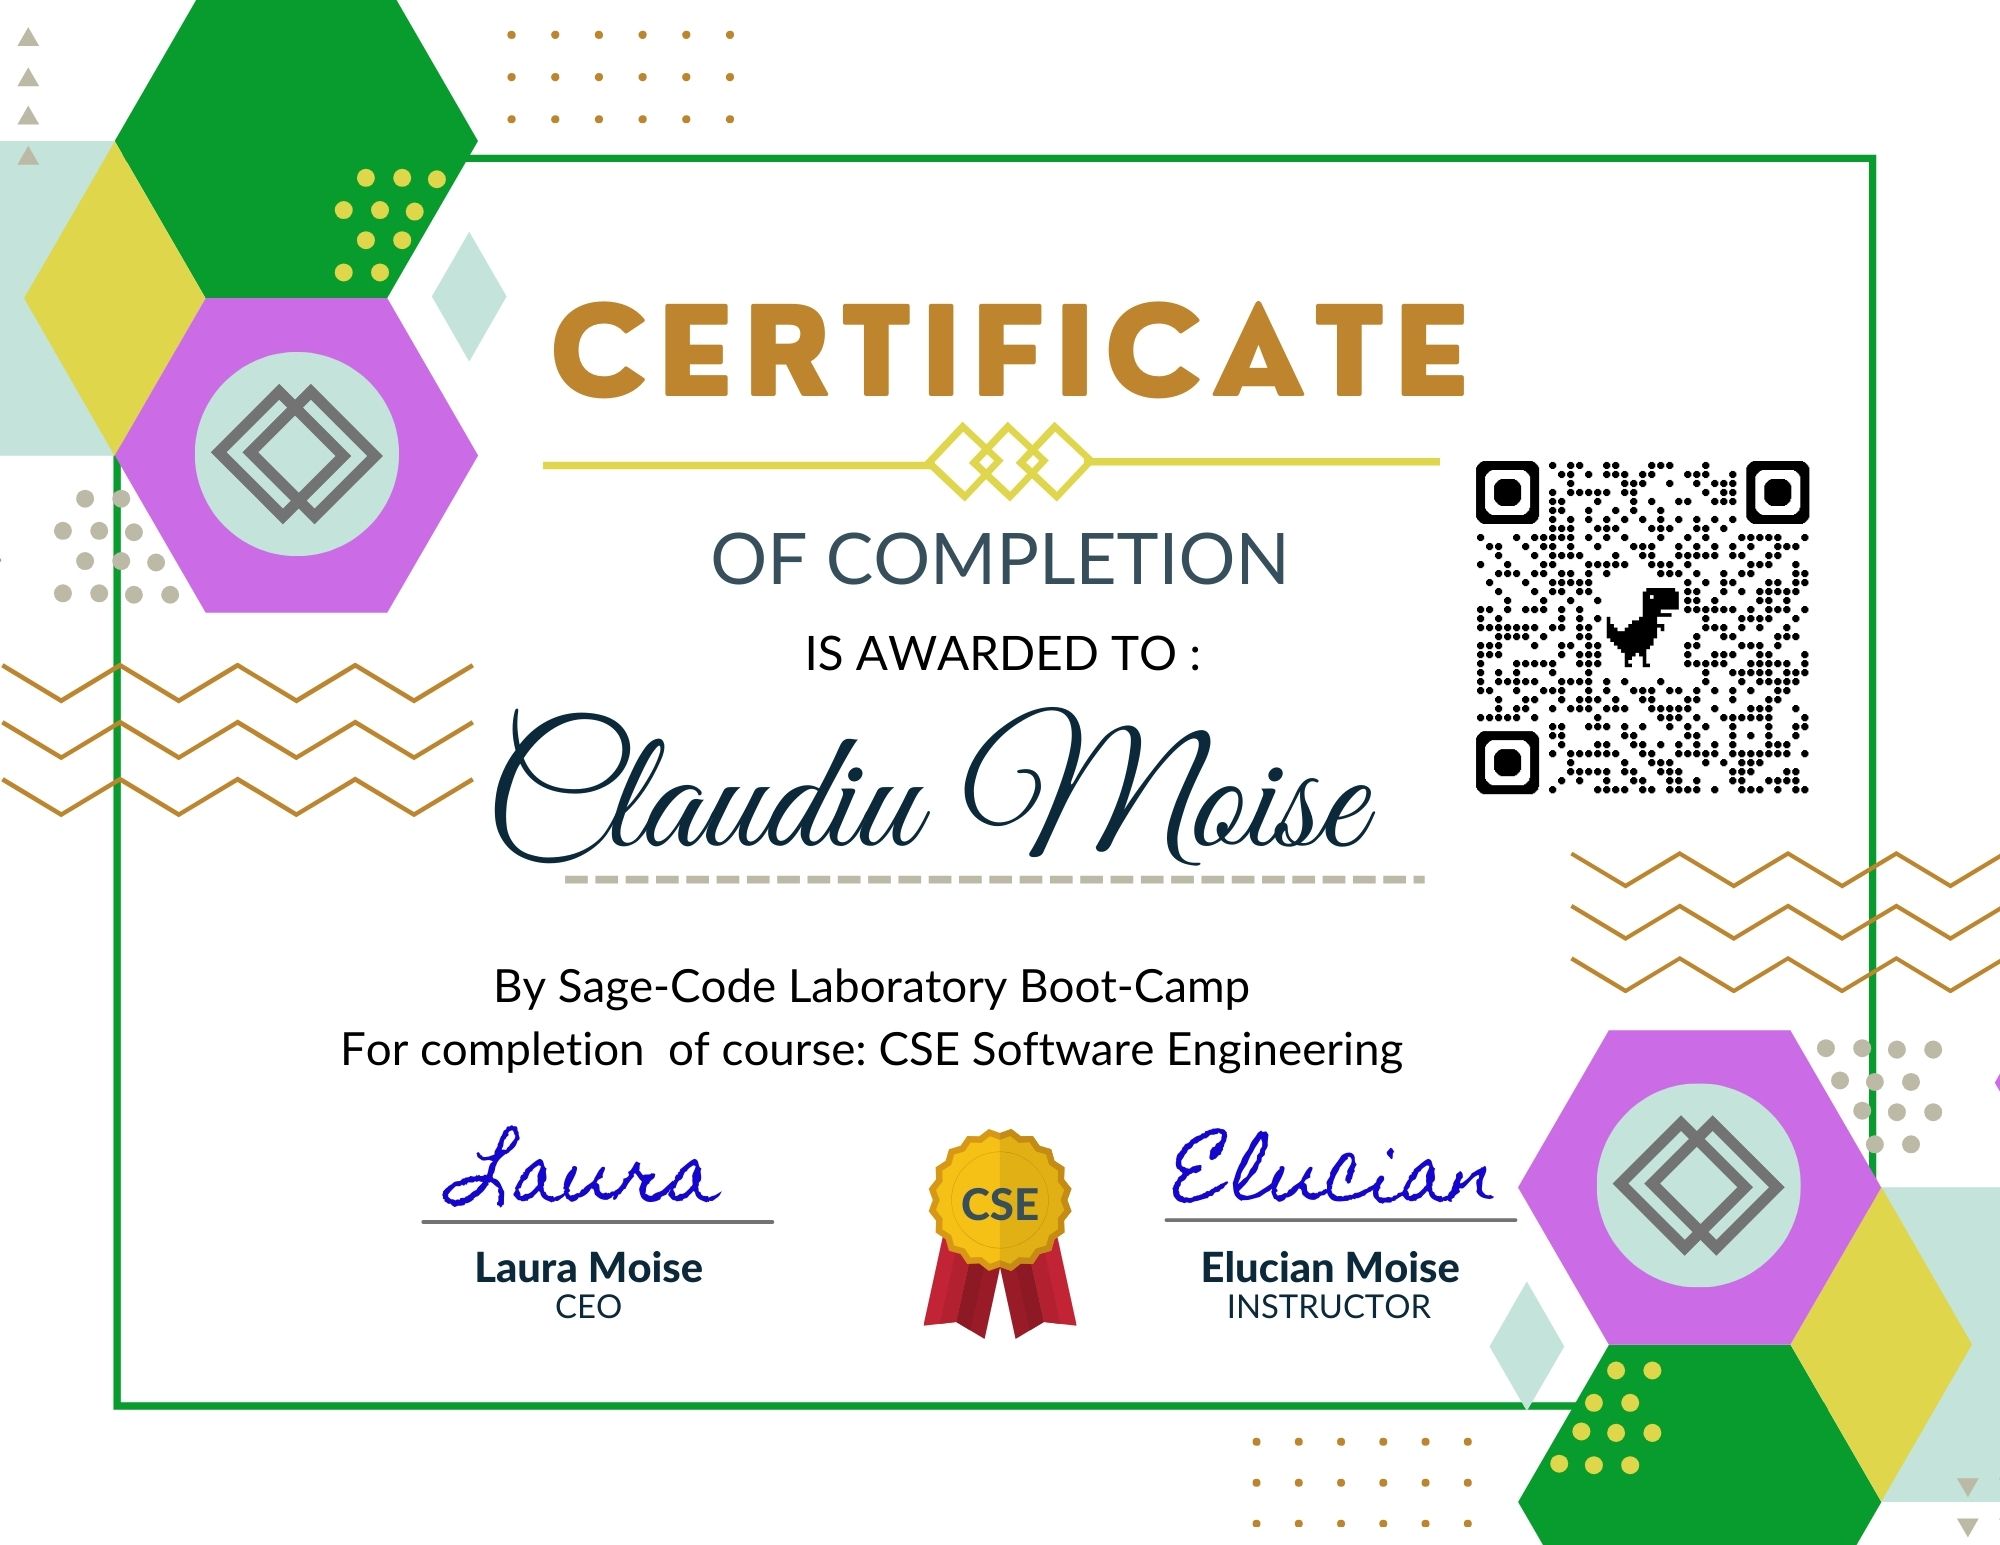 CERTIFICATE
OF COMPLETION
IS AWARDED TO :
Claudiu Moise
By Sage-Code Laboratory Boot-Camp
For completion  of course: CSE Software Engineering
Laura
CSE
Elucian
Laura Moise
Elucian Moise
CEO
INSTRUCTOR